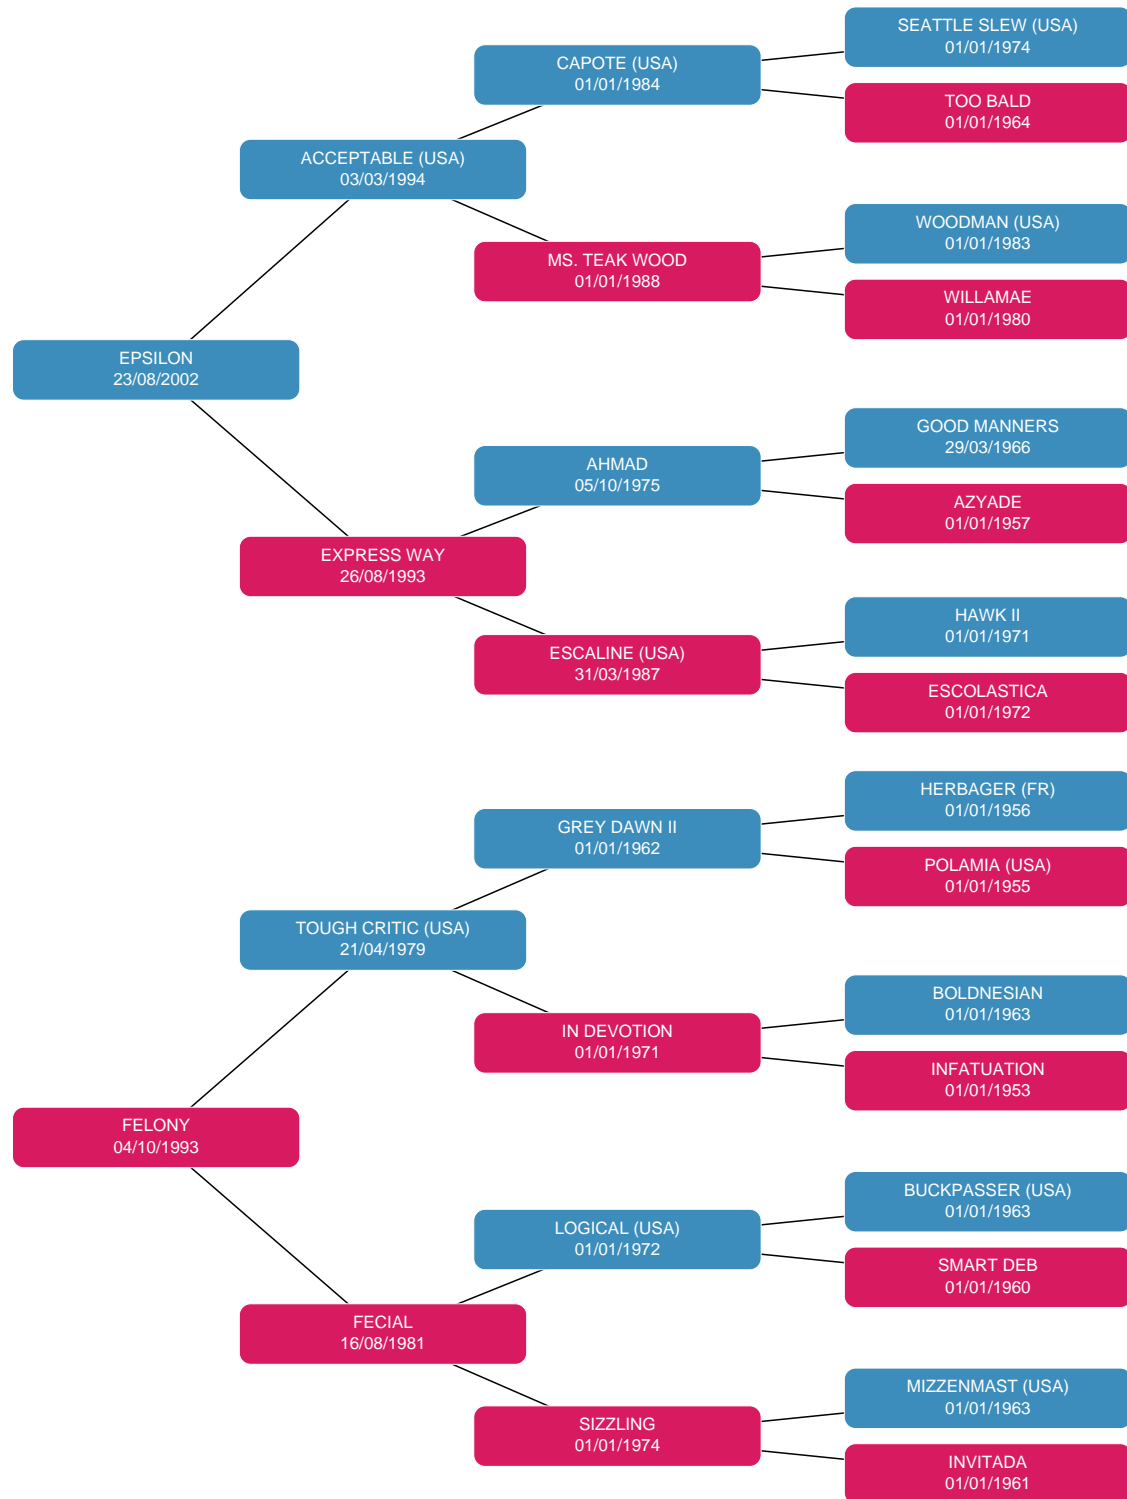 SEATTLE SLEW (USA)
01/01/1974
CAPOTE (USA)
01/01/1984
TOO BALD
01/01/1964
ACCEPTABLE (USA)
03/03/1994
WOODMAN (USA)
01/01/1983
MS. TEAK WOOD
01/01/1988
WILLAMAE
01/01/1980
EPSILON
23/08/2002
GOOD MANNERS
29/03/1966
AHMAD
05/10/1975
AZYADE
01/01/1957
EXPRESS WAY
26/08/1993
HAWK II
01/01/1971
ESCALINE (USA)
31/03/1987
ESCOLASTICA
01/01/1972
HERBAGER (FR)
01/01/1956
GREY DAWN II
01/01/1962
POLAMIA (USA)
01/01/1955
TOUGH CRITIC (USA)
21/04/1979
BOLDNESIAN
01/01/1963
IN DEVOTION
01/01/1971
INFATUATION
01/01/1953
FELONY
04/10/1993
BUCKPASSER (USA)
01/01/1963
LOGICAL (USA)
01/01/1972
SMART DEB
01/01/1960
FECIAL
16/08/1981
MIZZENMAST (USA)
01/01/1963
SIZZLING
01/01/1974
INVITADA
01/01/1961